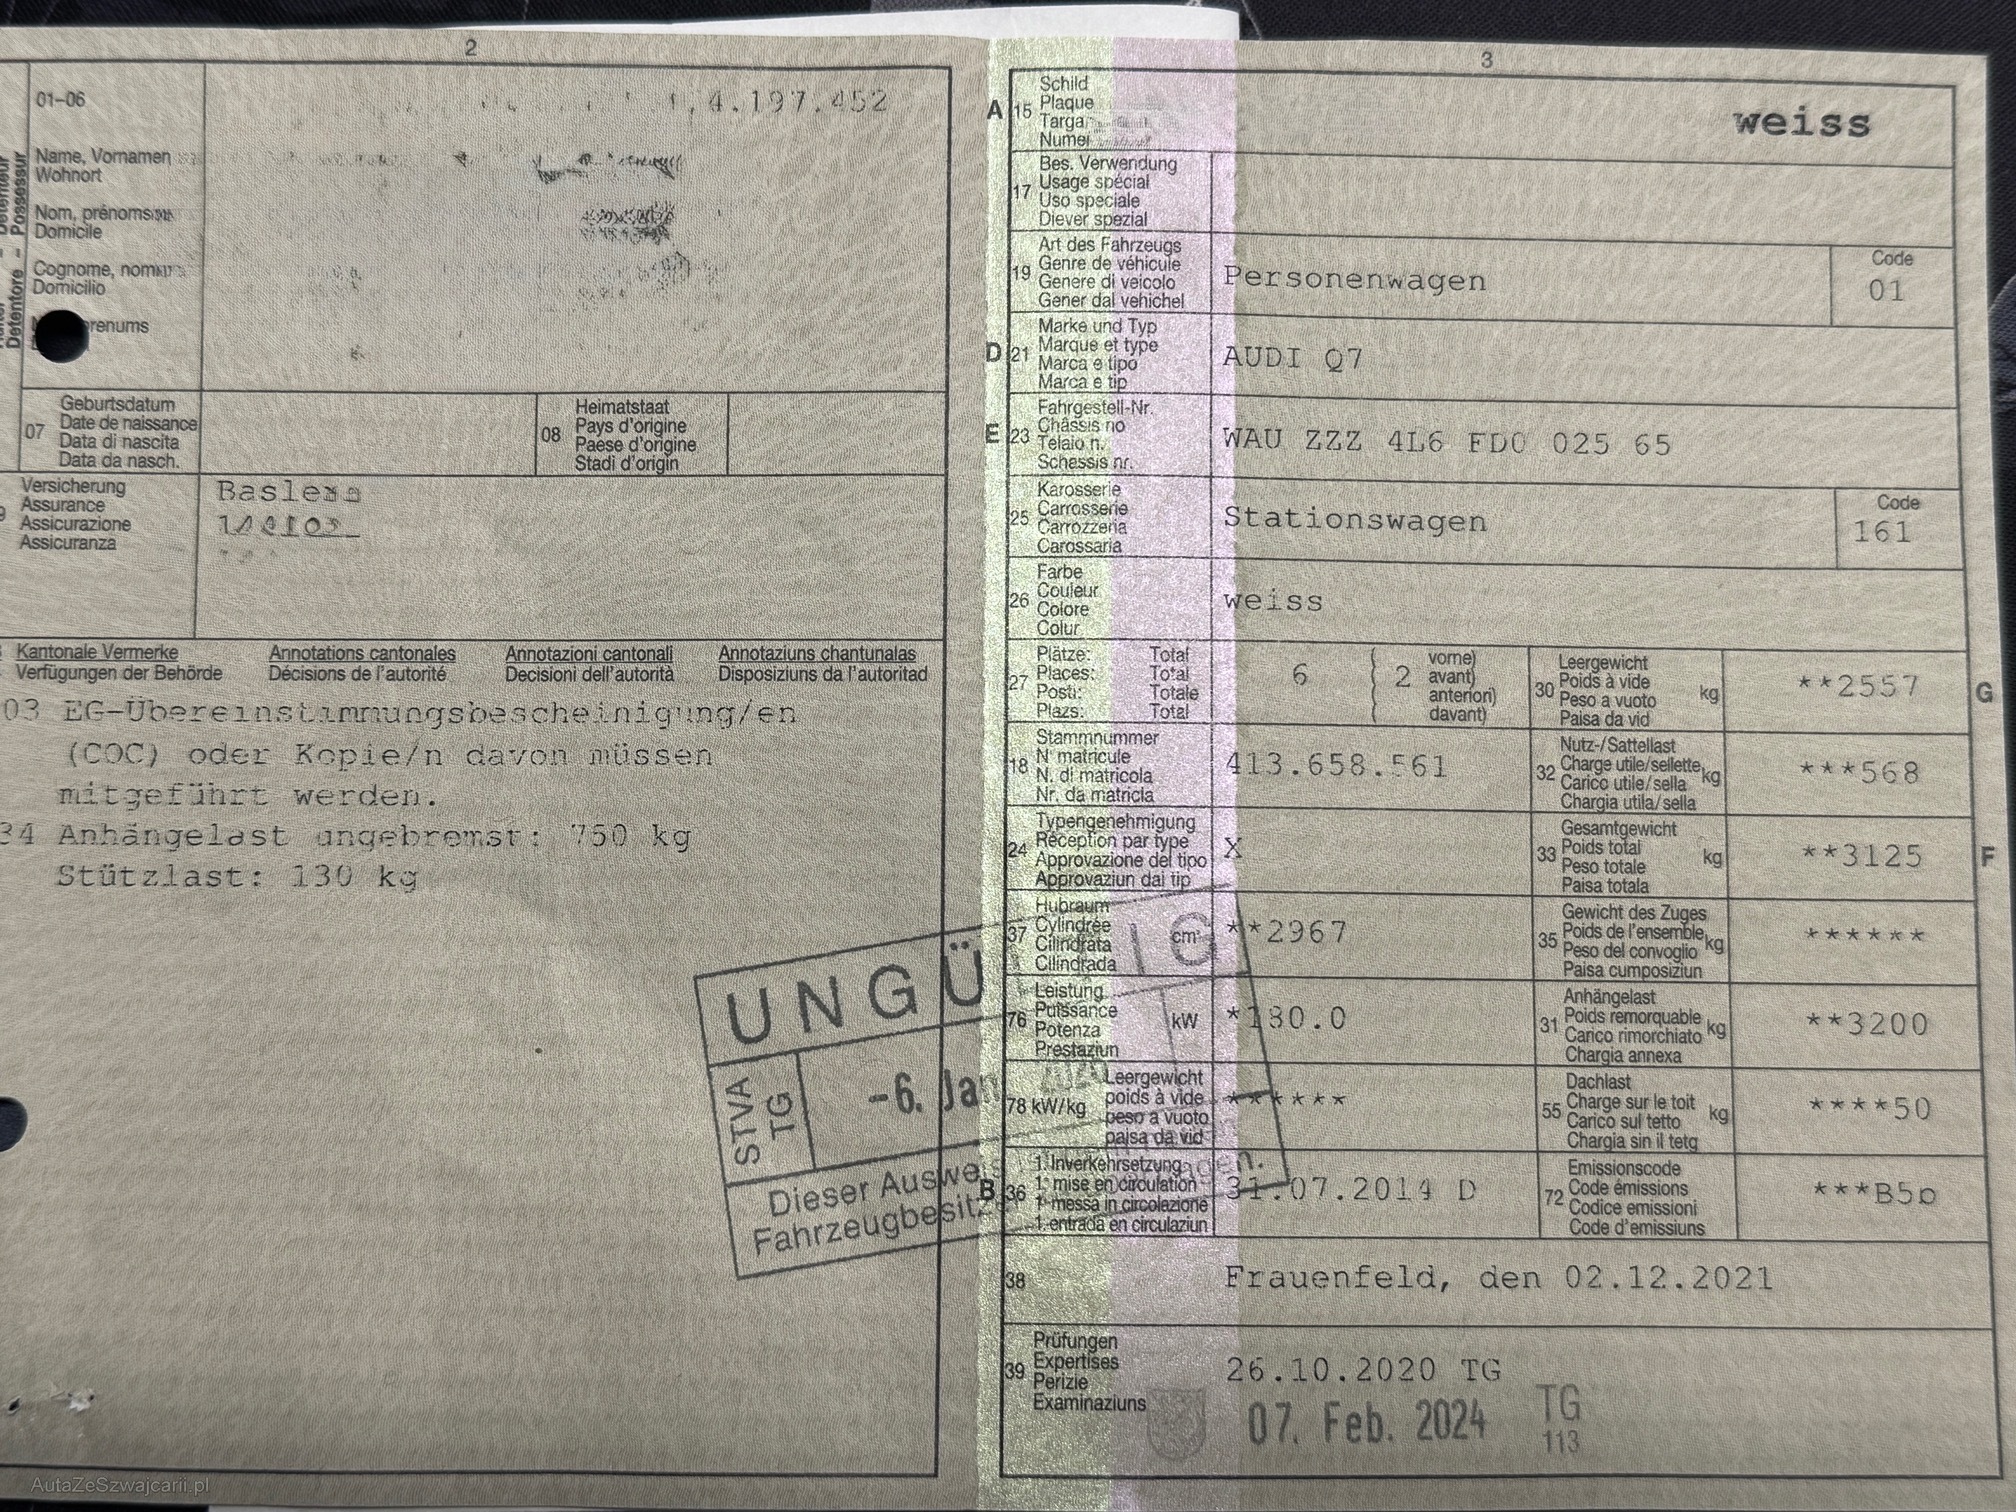 2
01-06
4.197.452
Name, Vornamen
Wohnort
Nom, prénoms
Domicile
Cognome, nomi
Domicilio
prenums
Detenteur
Detentore - Possessur
07
Geburtsdatum
Date de naissance
Data di nascita
Data da nasch.
08
Heimatstaat
Pays d'origine
Paese d'origine
Stadi d'origin
Versicherung
Assurance
Assicurazione
Assicuranza
Kantonale Vermerke
Verfügungen der Behörde
Annotations cantonales
Décisions de l'autorité
Annotazioni cantonali
Decisioni dell'autorità
Annotaziuns chantunalas
Disposiziuns da l'autoritad
03 EG-Übereinstimmungsbescheinigung/en
(COC) oder Kopie/n davon müssen
mitgeführt werden.
34 Anhängelast ungebremst: 750 kg
Stützlast: 130 kg
STVA
TG
-6. Jan
Dieser Ausweis
3
A
15
Schild
Plaque
Targa
Numer
weiss
17
Bes. Verwendung
Usage spécial
Uso speciale
Diever spezial
19
Art des Fahrzeugs
Genre de véhicule
Genere di veicolo
Gener dal vehichel
Personenwagen
Code
01
D
21
Marke und Typ
Marque et type
Marca e tipo
Marca e tip
AUDI Q7
E
23
Fahrgestell-Nr.
Châssis no
Telaio n.
Schassis nr.
WAU ZZZ 4L6 FD0 025 65
25
Karosserie
Carrosserie
Carrozzeria
Carossaria
Stationswagen
Code
161
26
Farbe
Couleur
Colore
Colur
weiss
27
Plätze: Total
Places: Total
Posti: Totale
Plazs: Total
6
2
vorne)
avant)
anteriori)
davant)
30
Leergewicht
Poids à vide
Peso a vuoto
Paisa da vid
kg
**2557
G
18
Stammnummer
N° matricule
N. di matricola
Nr. da matricla
413.658.561
32
Nutz-/Sattellast
Charge utile/sellette
Carico utile/sella
Chargia utila/sella
kg
***568
24
Typengenehmigung
Réception par type
Approvazione del tipo
Approvaziun dal tip
X
33
Gesamtgewicht
Poids total
Peso totale
Paisa totala
kg
**3125
F
37
Hubraum
Cylindrée
Cilindrata
Cilindrada
cm³
**2967
35
Gewicht des Zuges
Poids de l'ensemble
Peso del convoglio
Paisa cumposiziun
kg
******
76
Leistung
Puissance
Potenza
Prestaziun
kW
*180.0
31
Anhängelast
Poids remorquable
Carico rimorchiato
Chargia annexa
kg
**3200
78 kW/kg
Leergewicht
poids à vide
peso a vuoto
paisa da vid
******
55
Dachlast
Charge sur le toit
Carico sul tetto
Chargia sin il tetg
kg
****50
B
36
1. Inverkehrsetzung
1re mise en circulation
1a messa in circolazione
1. entrada en circulaziun
31.07.2014 D
72
Emissionscode
Code émissions
Codice emissioni
Code d'emissiuns
***B5b
38
Frauenfeld, den 02.12.2021
39
Prüfungen
Expertises
Perizie
Examinaziuns
26.10.2020 TG
07. Feb. 2024
TG
113
AutaZeSzwajcarii.pl